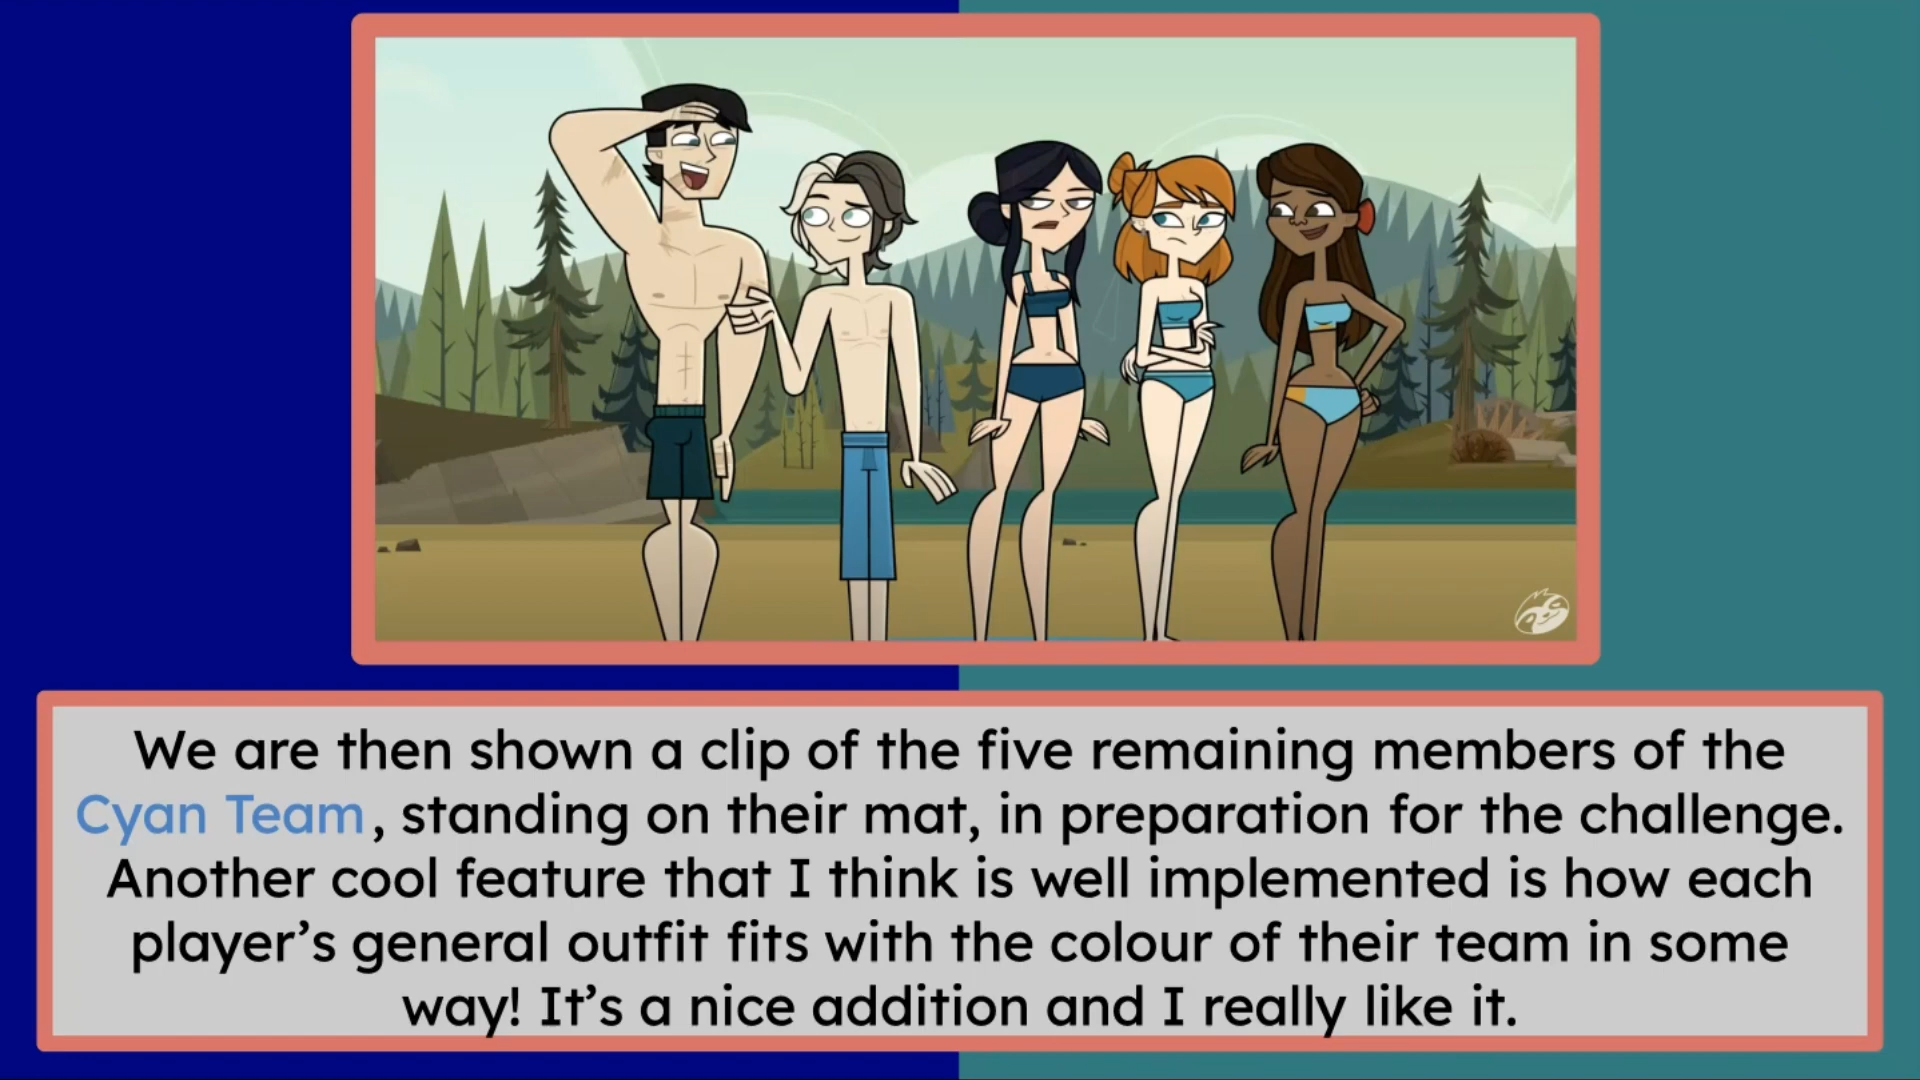 We are then shown a clip of the five remaining members of the
Cyan Team, standing on their mat, in preparation for the challenge.
Another cool feature that I think is well implemented is how each
player’s general outfit fits with the colour of their team in some
way! It’s a nice addition and I really like it.